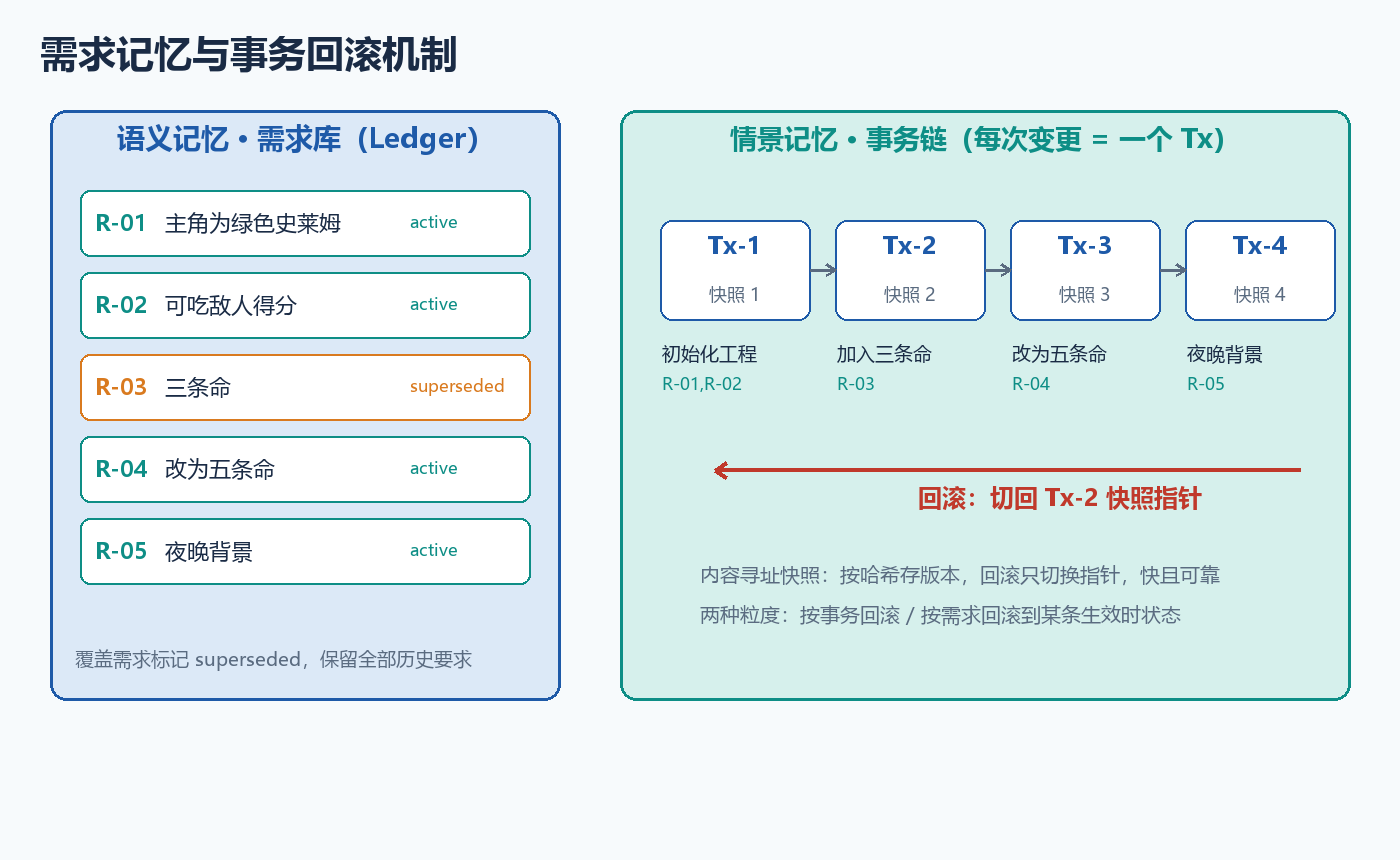 需求记忆与事务回滚机制
语义记忆 • 需求库（Ledger）
R-01 主角为绿色史莱姆 active
R-02 可吃敌人得分 active
R-03 三条命 superseded
R-04 改为五条命 active
R-05 夜晚背景 active
覆盖需求标记 superseded，保留全部历史要求
情景记忆 • 事务链（每次变更 = 一个 Tx）
Tx-1
快照 1
初始化工程
R-01,R-02
Tx-2
快照 2
加入三条命
R-03
Tx-3
快照 3
改为五条命
R-04
Tx-4
快照 4
夜晚背景
R-05
回滚：切回 Tx-2 快照指针
内容寻址快照：按哈希存版本，回滚只切换指针，快且可靠
两种粒度：按事务回滚 / 按需求回滚到某条生效时状态